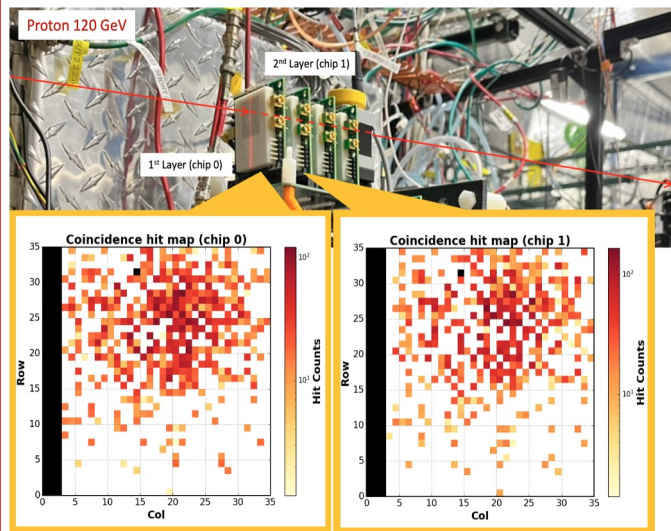 Proton 120 GeV
2nd Layer (chip 1)
1st Layer (chip 0)
Coincidence hit map (chip 0)
35
30
25
20
15
10
5
0
Row
0 5 10 15 20 25 30 35
Col
10²
10¹
Hit Counts
Coincidence hit map (chip 1)
35
30
25
20
15
10
5
0
Row
0 5 10 15 20 25 30 35
Col
10²
10¹
Hit Counts